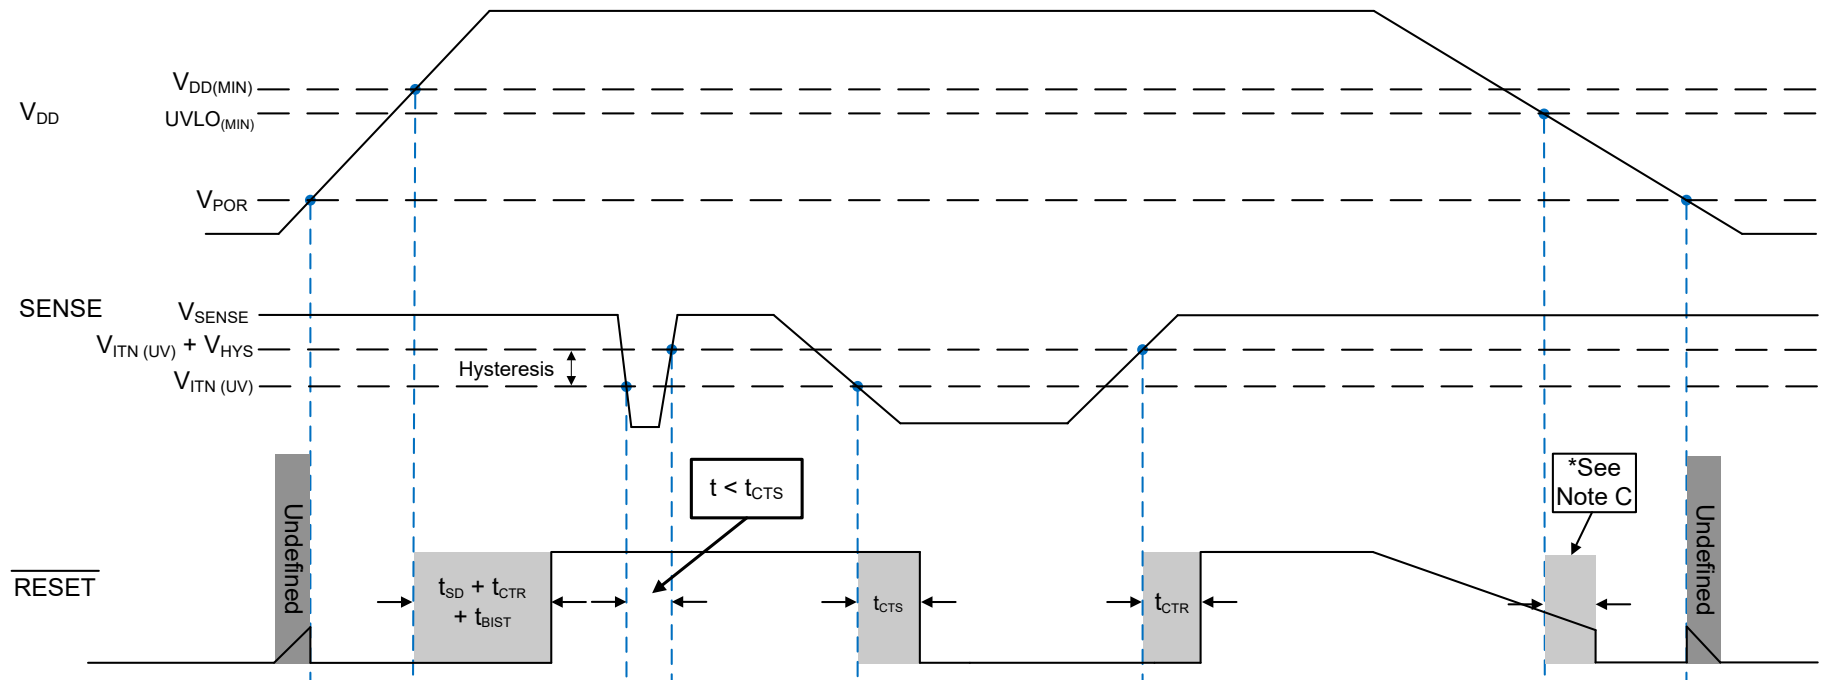 VDD
VDD(MIN)
UVLO(MIN)
VPOR
SENSE
VSENSE
VITN (UV) + VHYS
VITN (UV)
Hysteresis
t < tCTS
*See
Note C
Undefined
Undefined
RESET
tSD + tCTR
+ tBIST
tCTS
tCTR